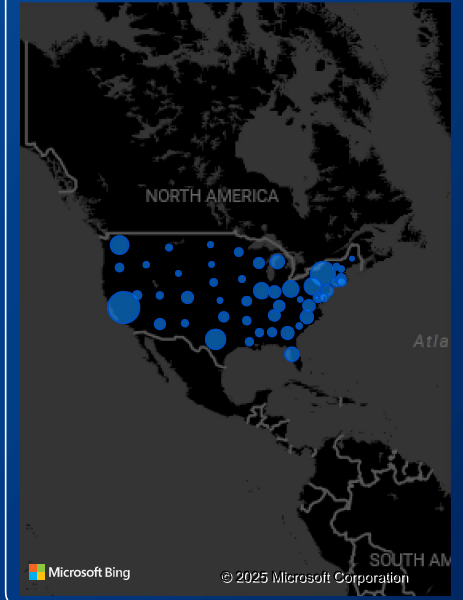 NORTH AMERICA
Atla
SOUTH AM
Microsoft Bing
© 2025 Microsoft Corporation